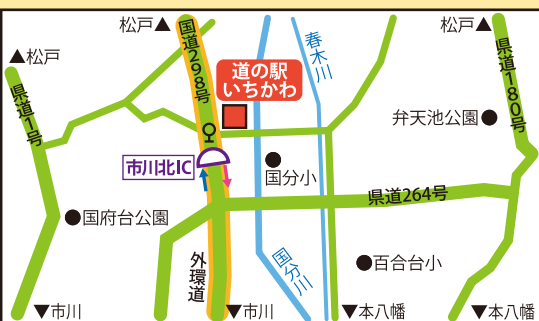 松戸▲
松戸▲
▲松戸
国道298号
春木川
県道180号
道の駅
いちかわ
県道1号
弁天池公園●
市川北IC
国分小
県道264号
●国府台公園
外環道
国分川
●百合台小
▼市川
▼市川
▼本八幡
▼本八幡